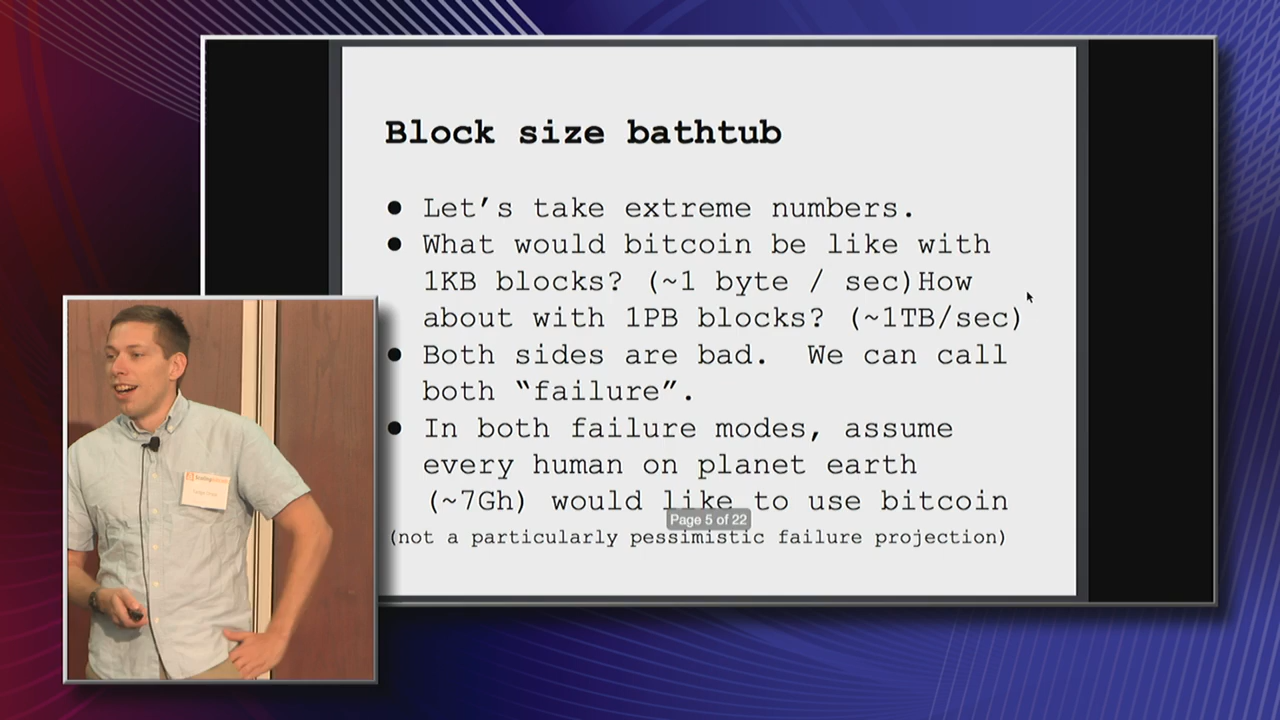 Block size bathtub
● Let’s take extreme numbers.
● What would bitcoin be like with
1KB blocks? (~1 byte / sec)How
about with 1PB blocks? (~1TB/sec)
● Both sides are bad.  We can call
both “failure”.
● In both failure modes, assume
every human on planet earth
(~7Gh) would like to use bitcoin
Page 5 of 22
(not a particularly pessimistic failure projection)